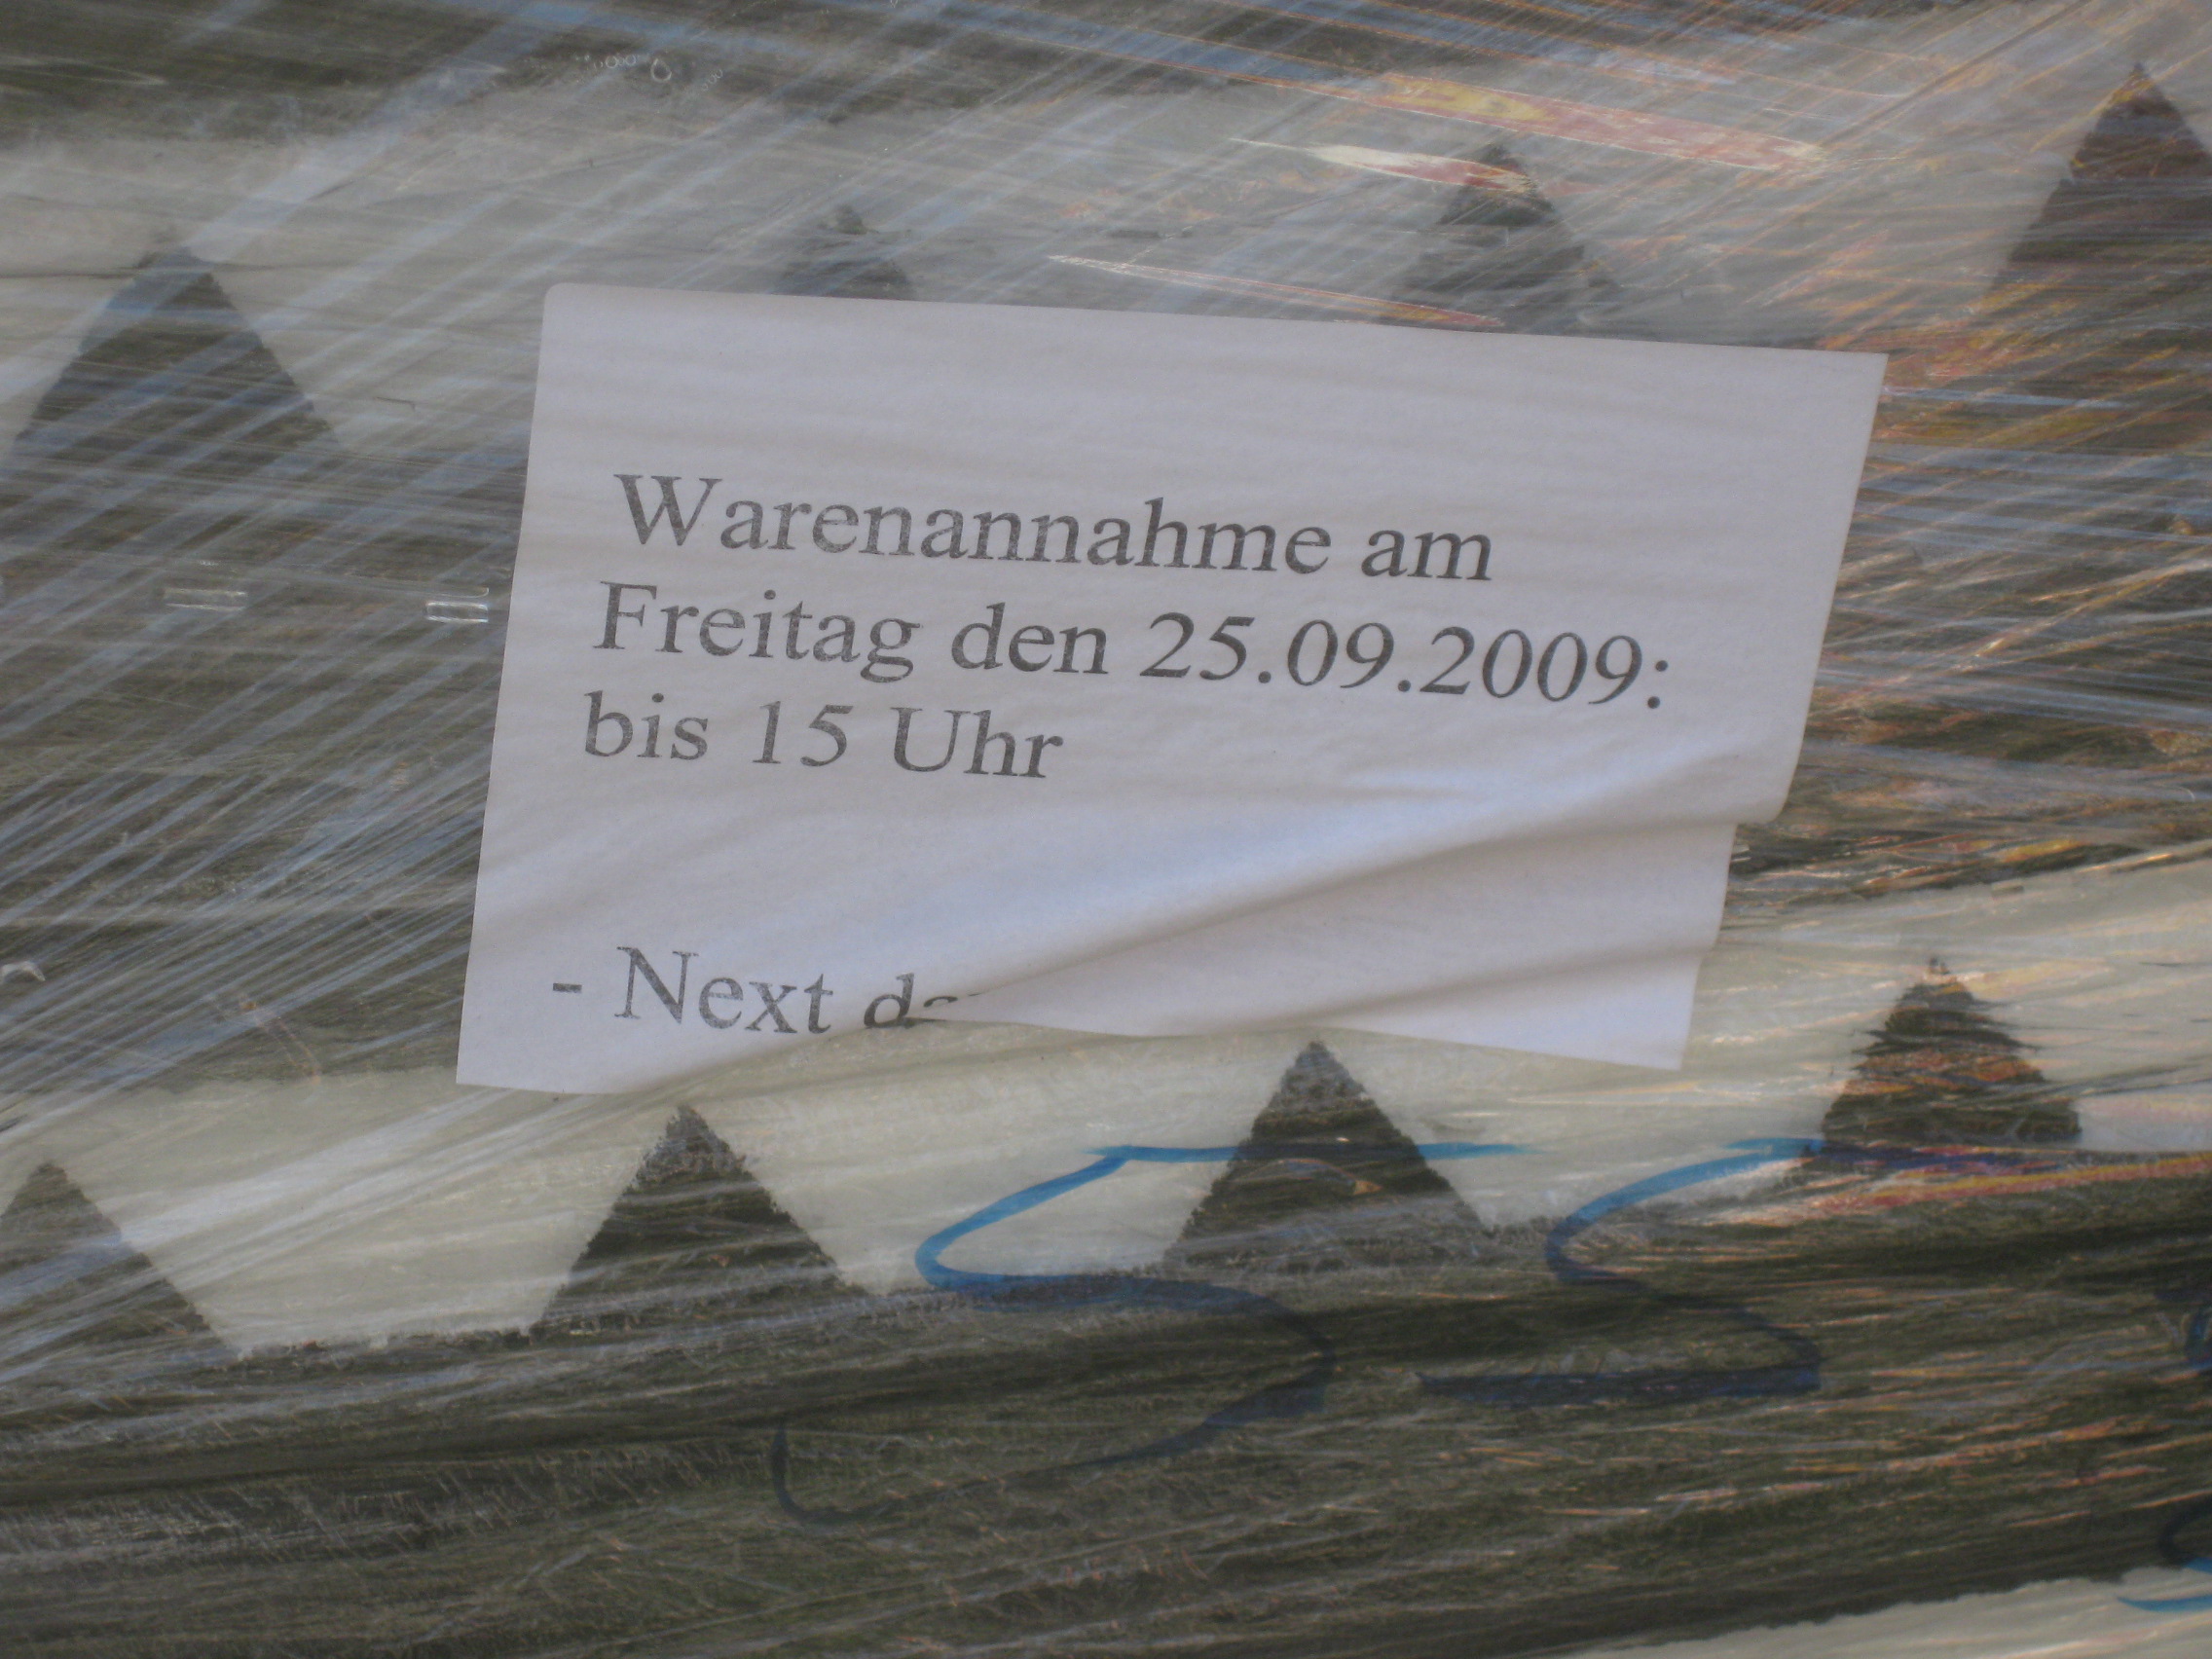 Warenannahme am
Freitag den 25.09.2009:
bis 15 Uhr
- Next